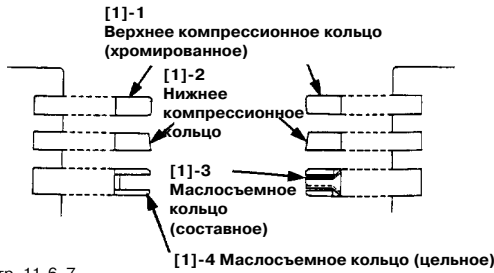 [1]-1
Верхнее компрессионное кольцо
(хромированное)
[1]-2
Нижнее
компрессионное
кольцо
[1]-3
Маслосъемное
кольцо
(составное)
[1]-4 Маслосъемное кольцо (цельное)